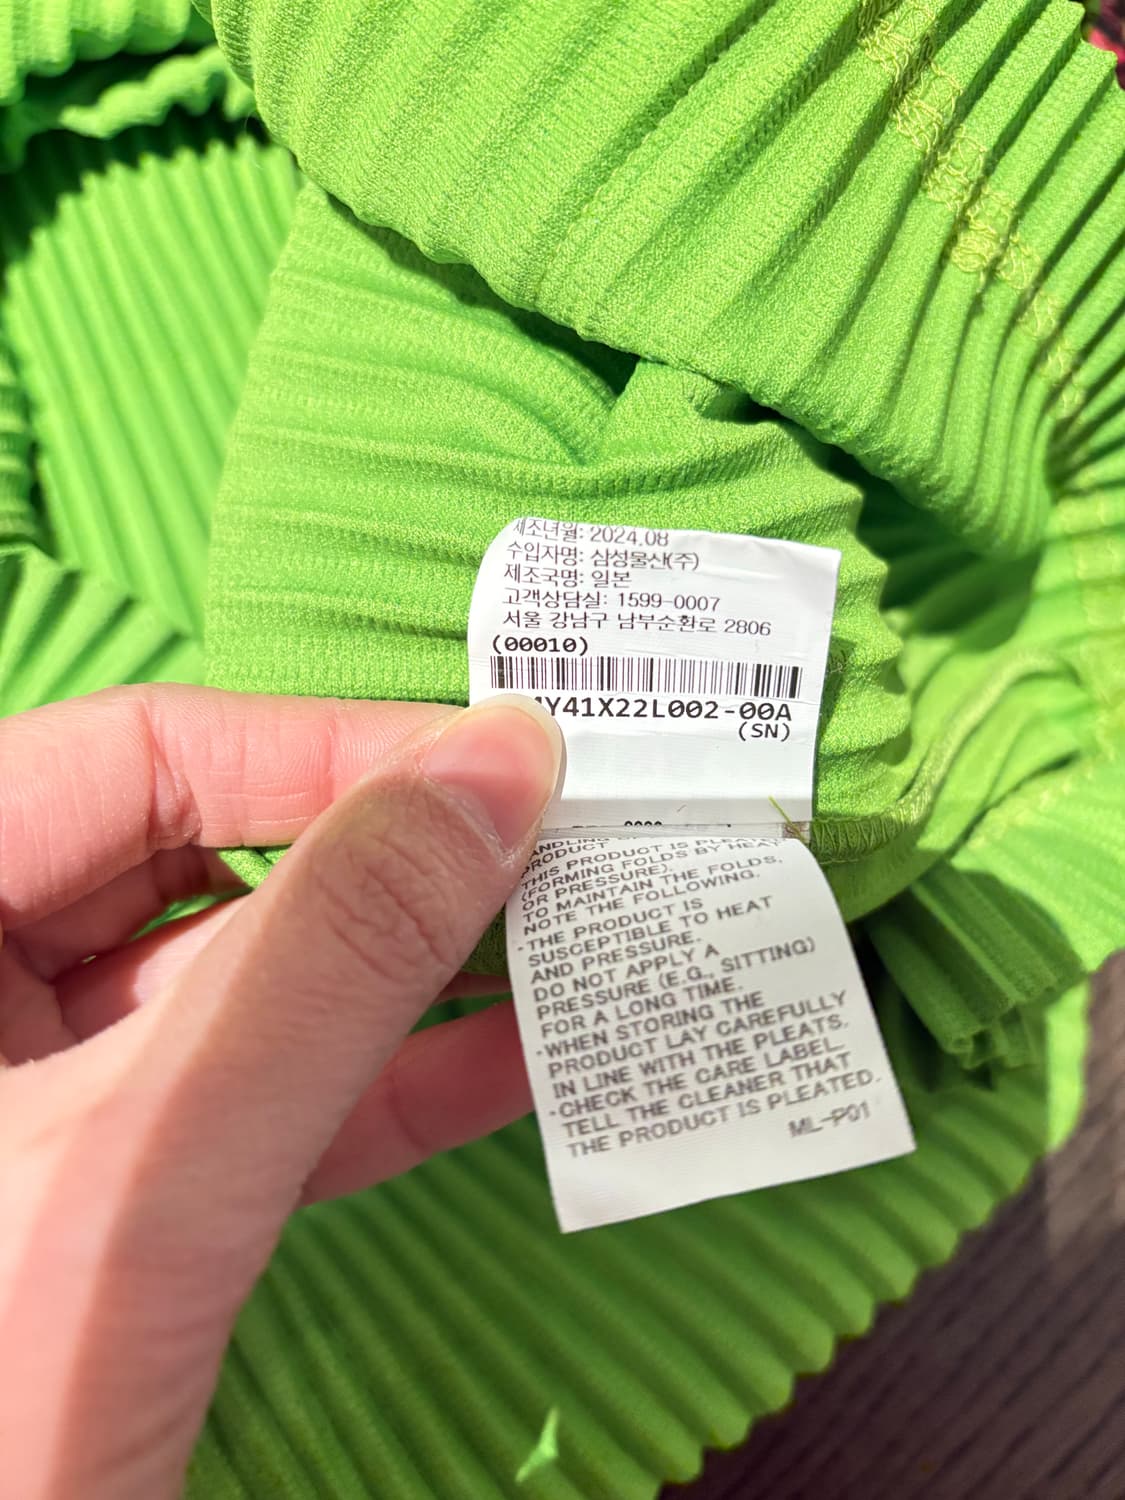 제조년월: 2024.08
수입자명: 삼성물산(주)
제조국명: 일본
고객상담실: 1599-0007
서울 강남구 남부순환로 2806
(00010)
Y41X22L002-00A
(SN)
PRODUCT
THIS PRODUCT IS
(FORMING FOLDS BY HEAT
OR PRESSURE).
TO MAINTAIN THE FOLDS,
NOTE THE FOLLOWING.
·THE PRODUCT IS
SUSCEPTIBLE TO HEAT
AND PRESSURE.
DO NOT APPLY A
PRESSURE (E.G., SITTING)
FOR A LONG TIME.
·WHEN STORING THE
PRODUCT LAY CAREFULLY
IN LINE WITH THE PLEATS.
·CHECK THE CARE LABEL.
TELL THE CLEANER THAT
THE PRODUCT IS PLEATED.
ML-P01